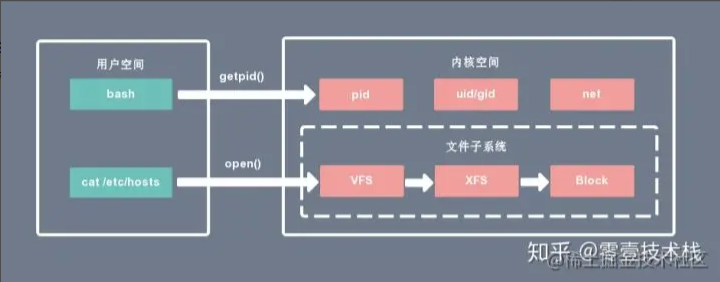 用户空间
bash
cat /etc/hosts
getpid()
open()
内核空间
pid
uid/gid
net
文件子系统
VFS
XFS
Block
知乎 @零壹技术栈
@稀土掘金技术社区